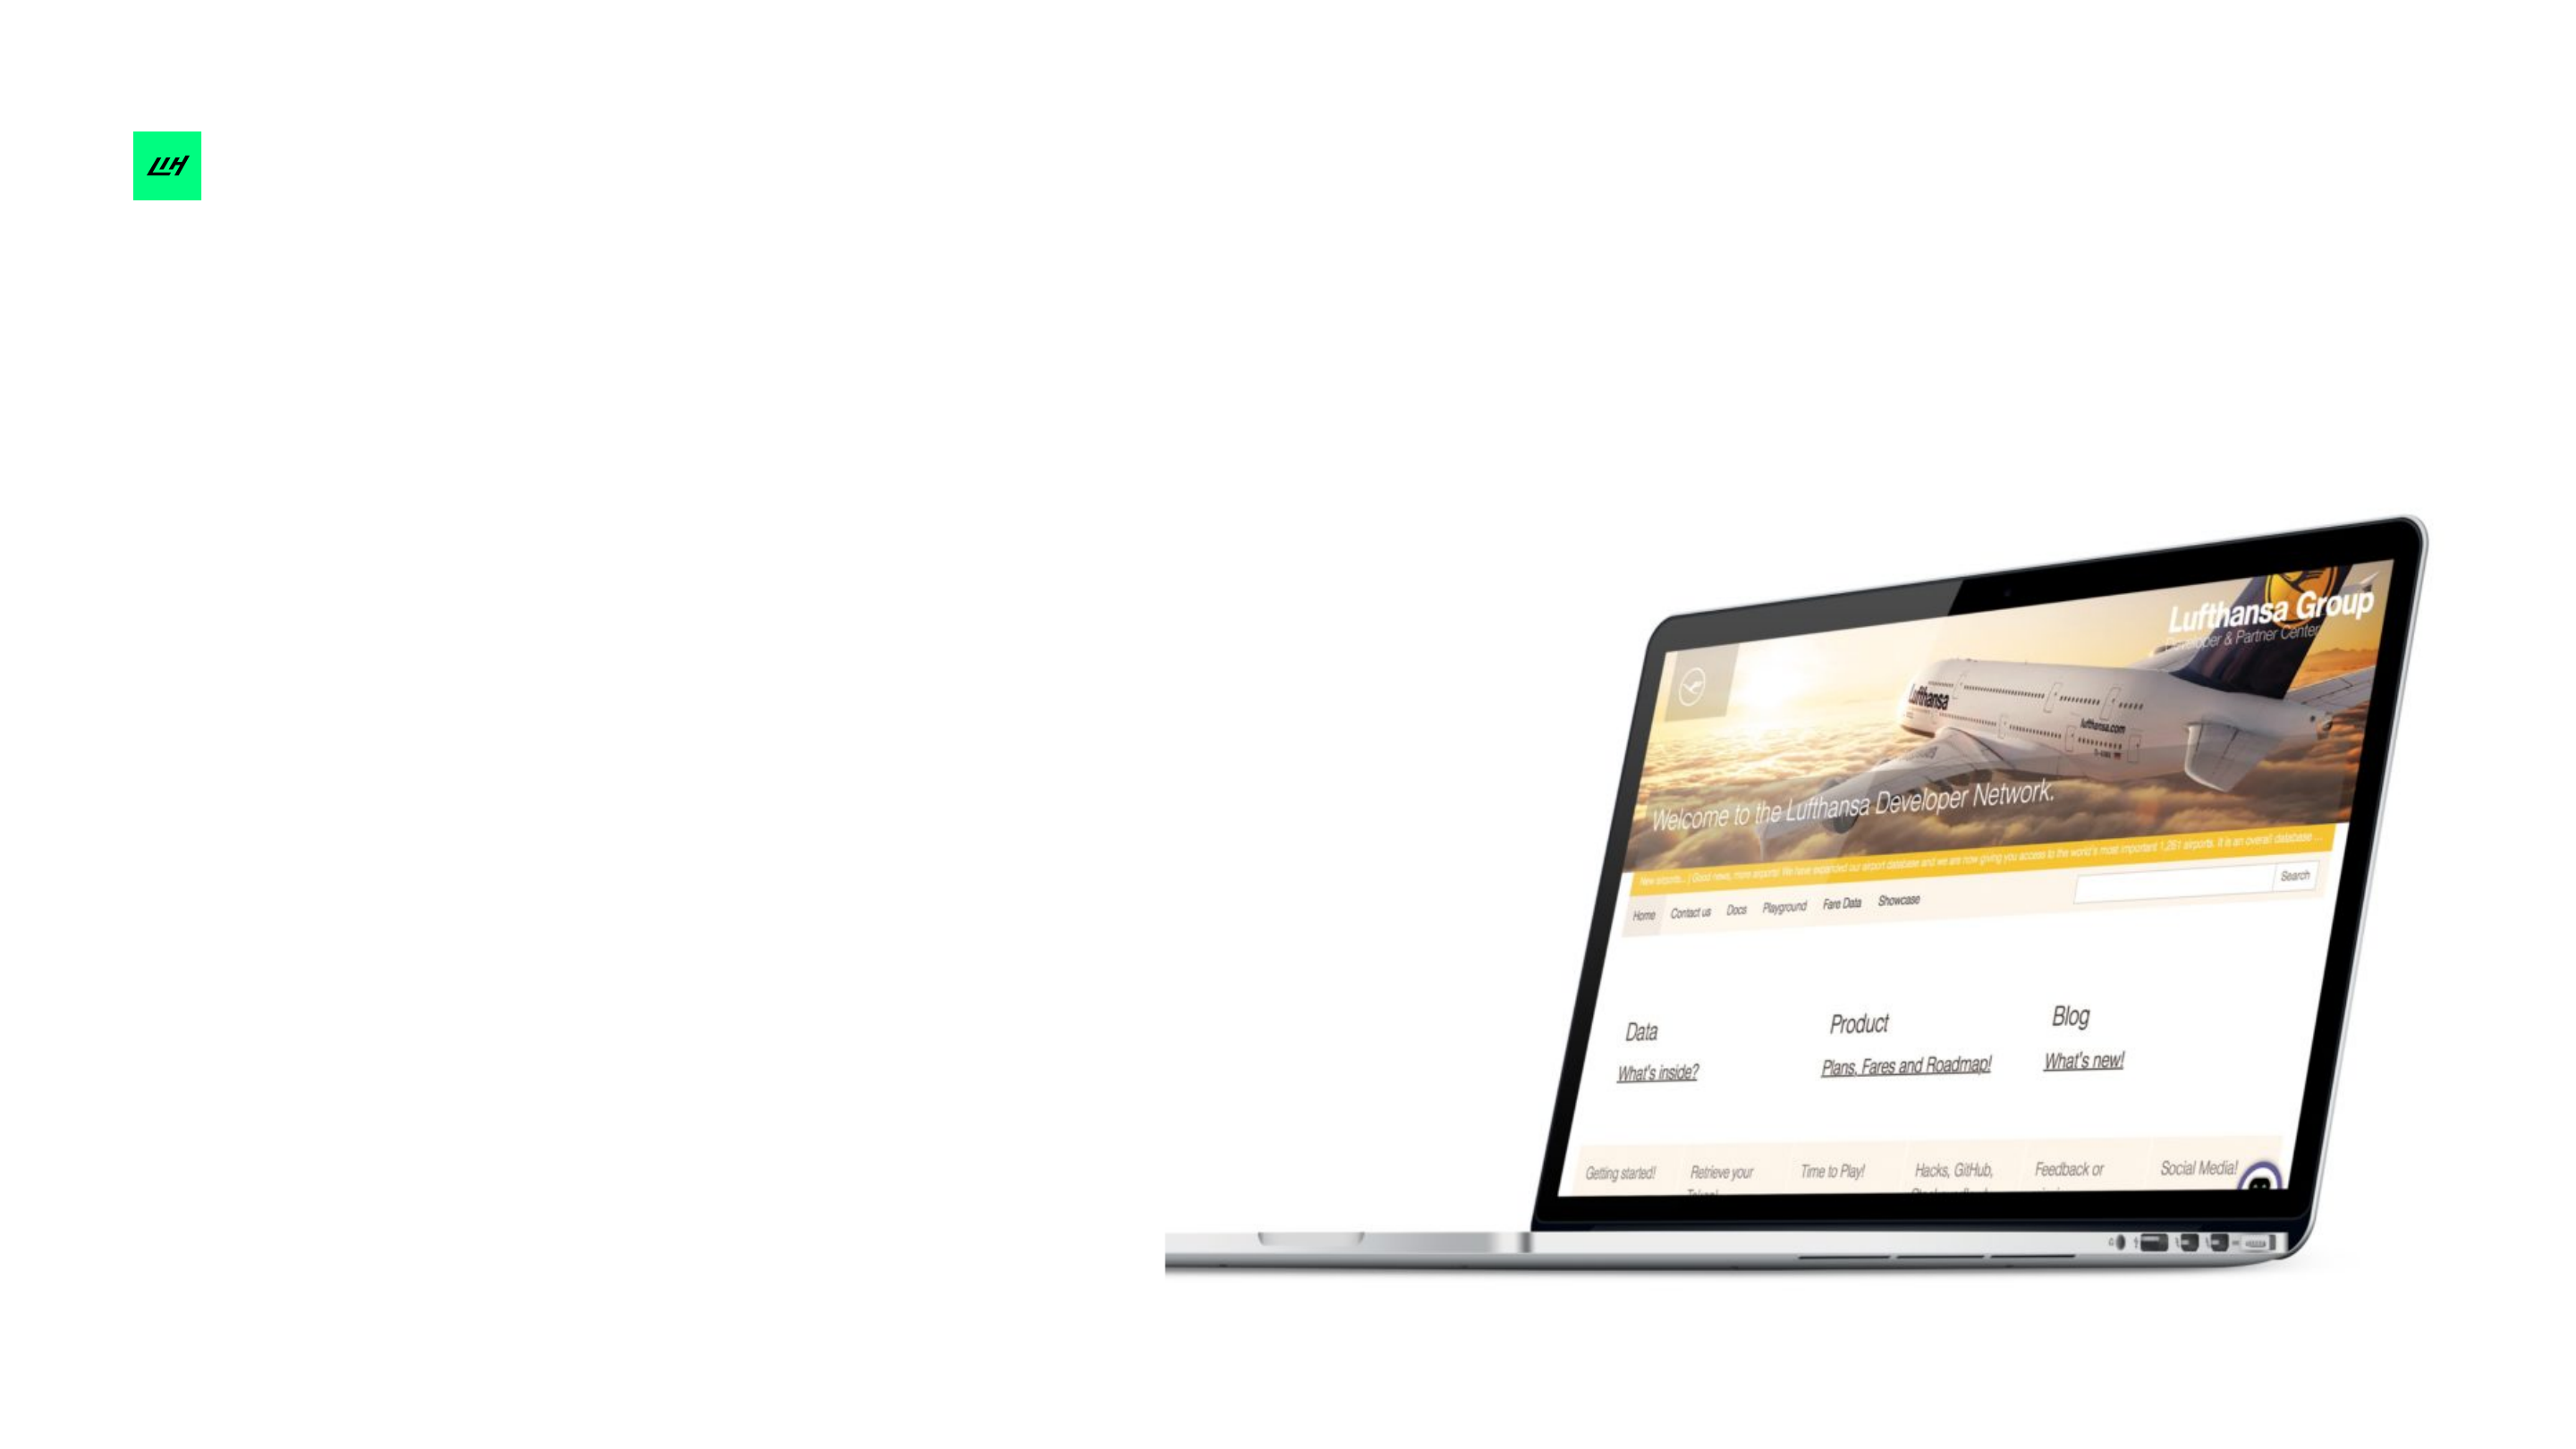 LIH
Lufthansa Group
Developer & Partner Center
Lufthansa
lufthansa.com
Welcome to the Lufthansa Developer Network.
New airports... | Good news, more airports! We have expanded our airport database and we are now giving you access to the world's most important 1,261 airports. It is an overall database ...
Search
Home Contact us Docs Playground Fare Data Showcase
Data Product Blog
What's inside? Plans, Fares and Roadmap! What's new!
Getting started! Retrieve your Time to Play! Hacks, GitHub, Feedback or Social Media!